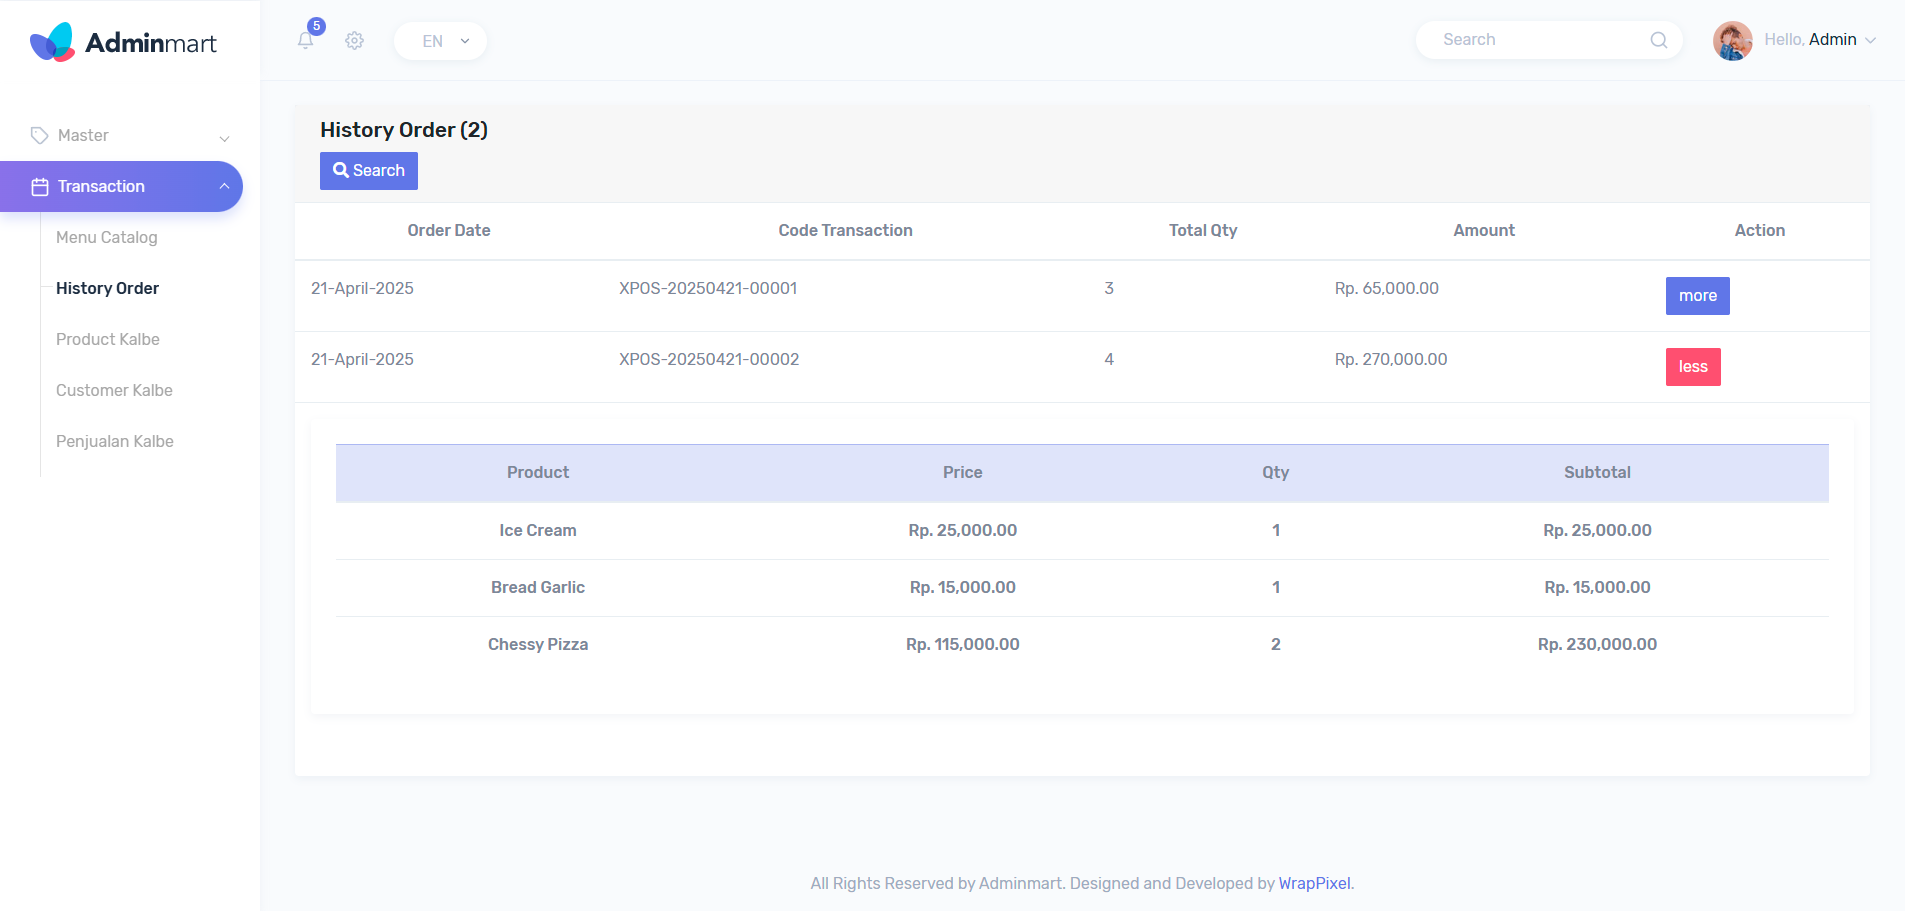 Adminmart
5
EN
Search
Hello, Admin
Master
Transaction
Menu Catalog
History Order
Product Kalbe
Customer Kalbe
Penjualan Kalbe
History Order (2)
Search
Order Date Code Transaction Total Qty Amount Action
21-April-2025 XPOS-20250421-00001 3 Rp. 65,000.00 more
21-April-2025 XPOS-20250421-00002 4 Rp. 270,000.00 less
Product Price Qty Subtotal
Ice Cream Rp. 25,000.00 1 Rp. 25,000.00
Bread Garlic Rp. 15,000.00 1 Rp. 15,000.00
Chessy Pizza Rp. 115,000.00 2 Rp. 230,000.00
All Rights Reserved by Adminmart. Designed and Developed by WrapPixel.